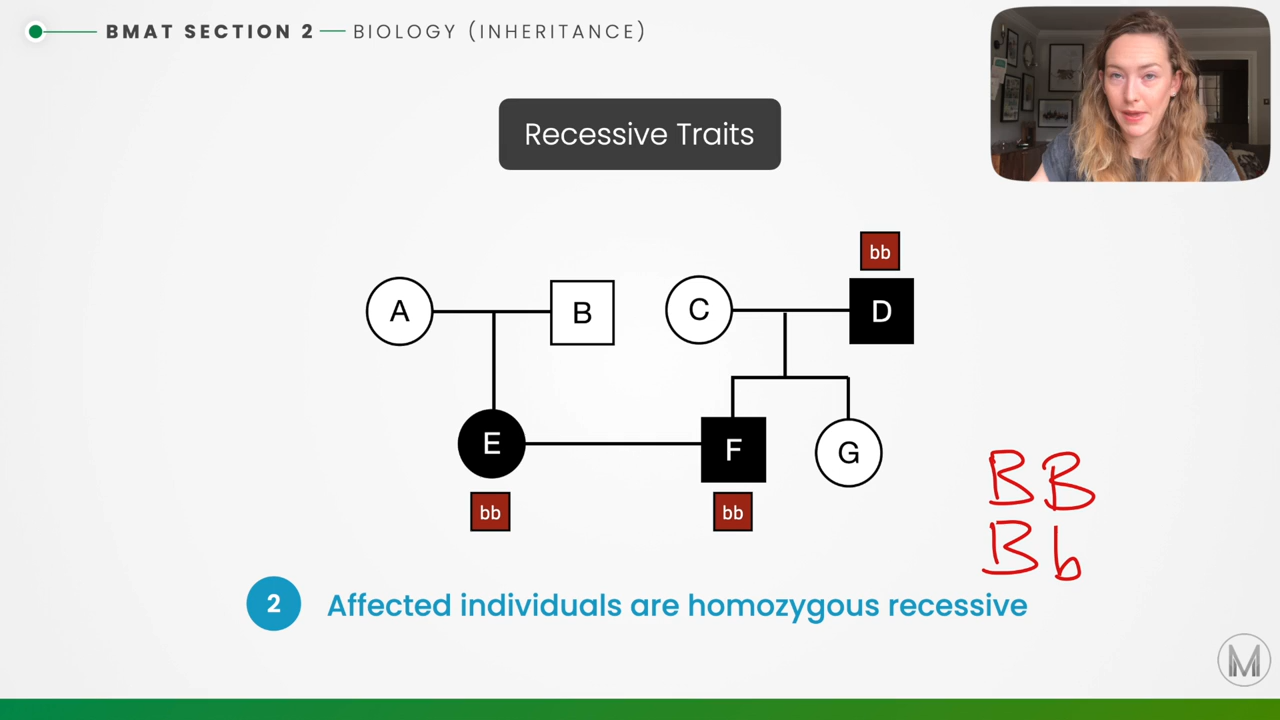 BMAT SECTION 2 — BIOLOGY (INHERITANCE)
Recessive Traits
bb
A
B
C
D
E
F
G
bb
bb
BB
Bb
2
Affected individuals are homozygous recessive
M